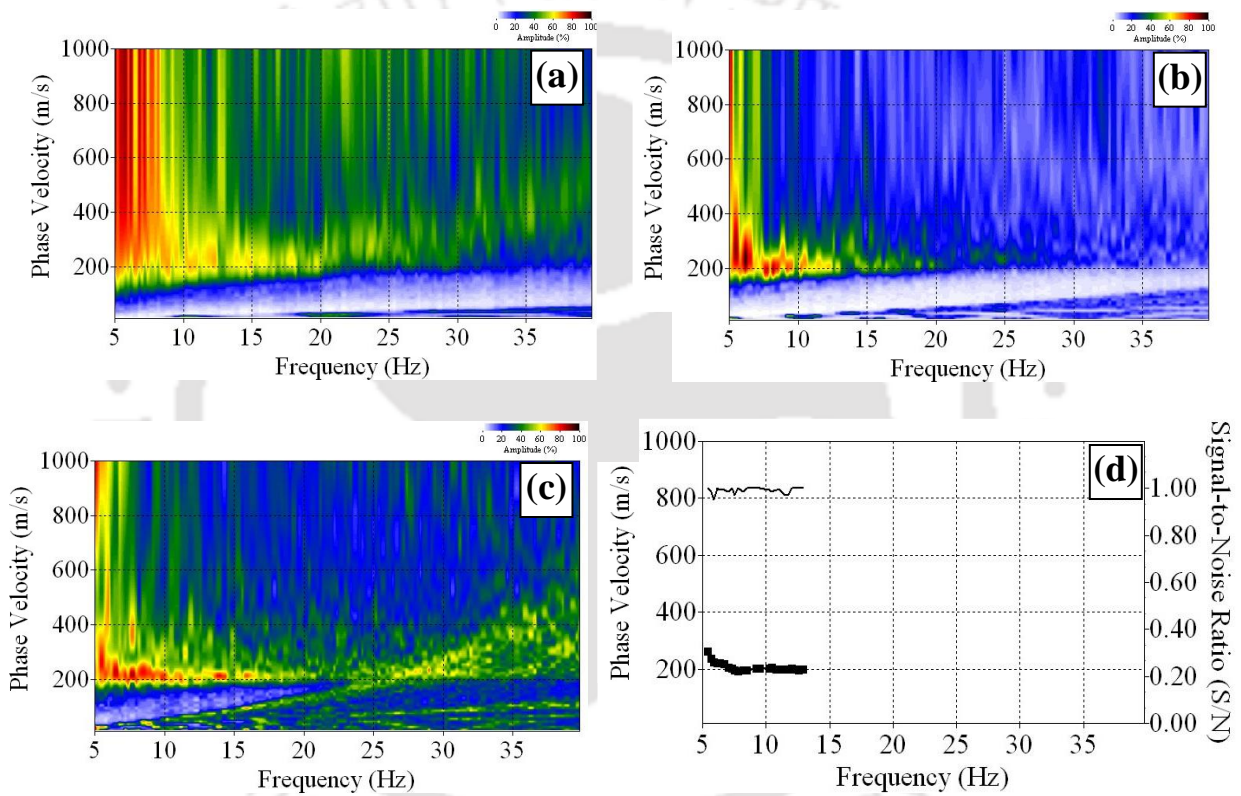 0 20 40 60 80 100
Amplitude (%)
(a)
1000
800
600
400
200
Phase Velocity (m/s)
5 10 15 20 25 30 35
Frequency (Hz)
0 20 40 60 80 100
Amplitude (%)
(b)
1000
800
600
400
200
Phase Velocity (m/s)
5 10 15 20 25 30 35
Frequency (Hz)
0 20 40 60 80 100
Amplitude (%)
(c)
1000
800
600
400
200
Phase Velocity (m/s)
5 10 15 20 25 30 35
Frequency (Hz)
(d)
1000
800
600
400
200
Phase Velocity (m/s)
1.00
0.80
0.60
0.40
0.20
0.00
Signal-to-Noise Ratio (S/N)
5 10 15 20 25 30 35
Frequency (Hz)